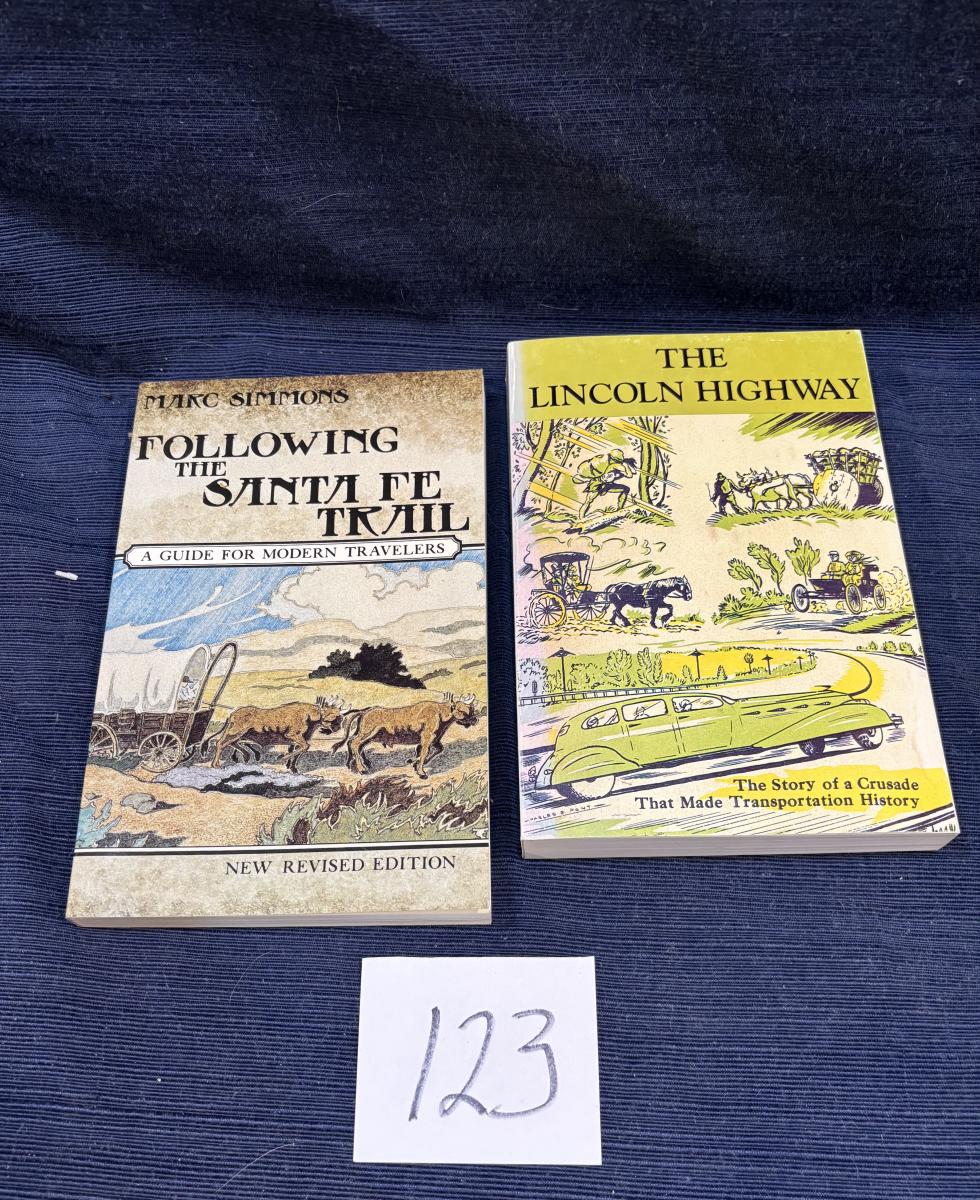 MARC SIMMONS
FOLLOWING
THE
SANTA FE
TRAIL
A GUIDE FOR MODERN TRAVELERS
NEW REVISED EDITION
THE
LINCOLN HIGHWAY
The Story of a Crusade
That Made Transportation History
123